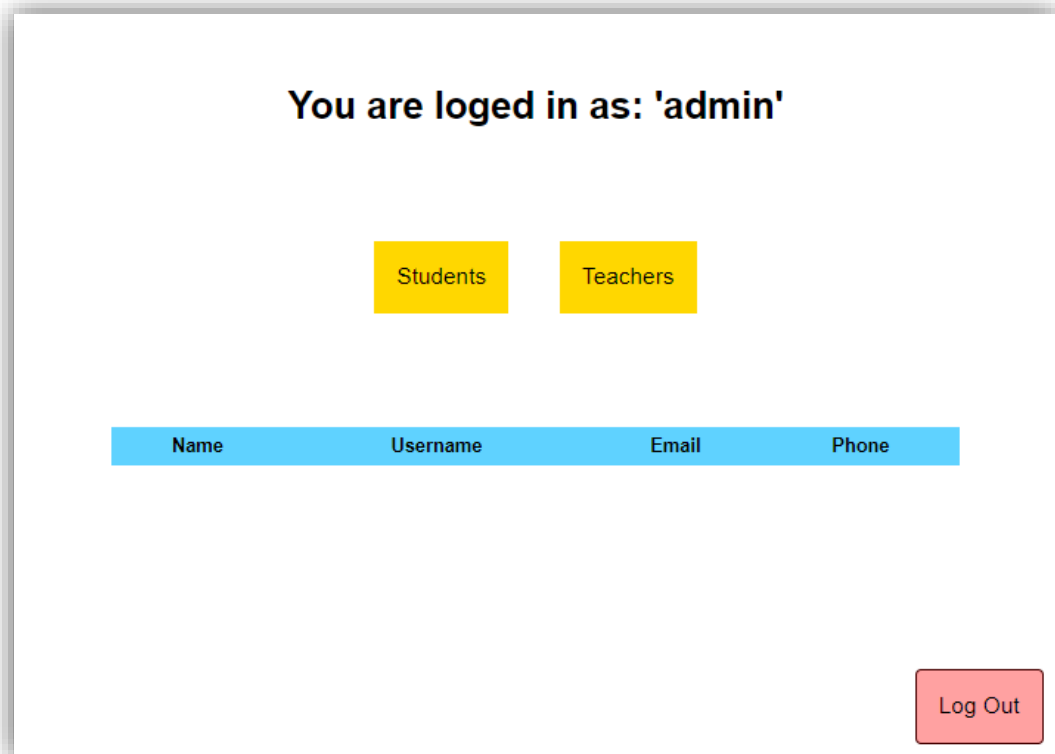 You are loged in as: 'admin'
Students Teachers
Name Username Email Phone
Log Out